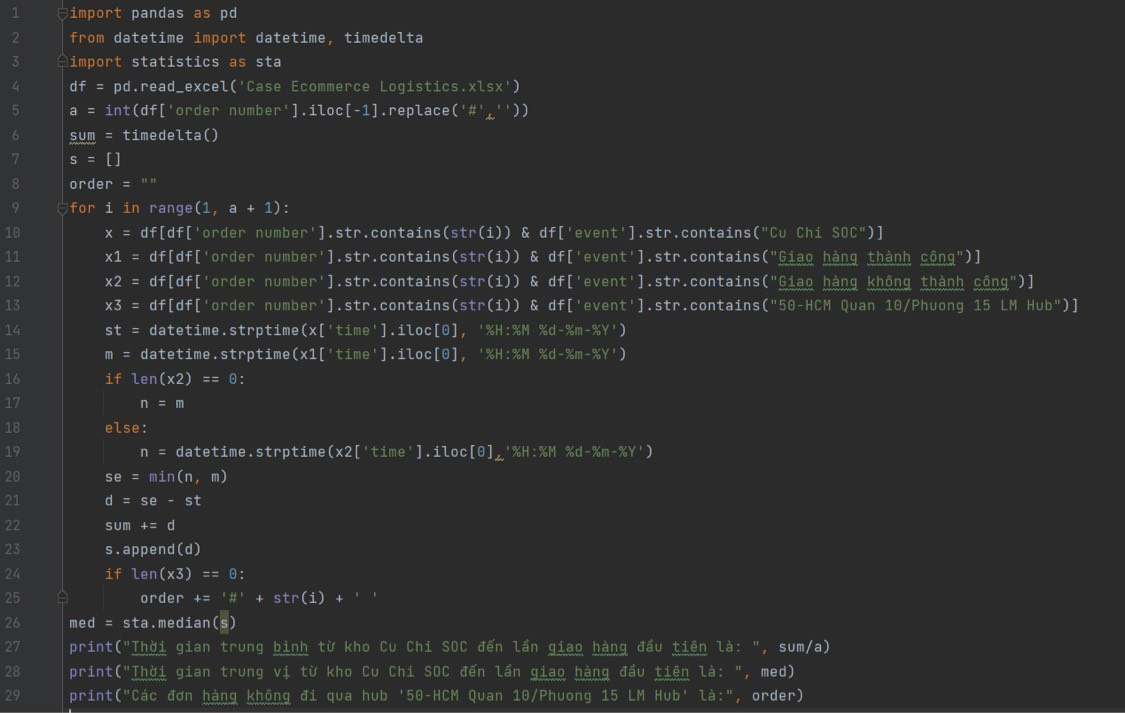 1 import pandas as pd
2 from datetime import datetime, timedelta
3 import statistics as sta
4 df = pd.read_excel('Case Ecommerce Logistics.xlsx')
5 a = int(df['order number'].iloc[-1].replace('#',''))
6 sum = timedelta()
7 s = []
8 order = ""
9 for i in range(1, a + 1):
10     x = df[df['order number'].str.contains(str(i)) & df['event'].str.contains("Cu Chi SOC")]
11     x1 = df[df['order number'].str.contains(str(i)) & df['event'].str.contains("Giao hàng thành công")]
12     x2 = df[df['order number'].str.contains(str(i)) & df['event'].str.contains("Giao hàng không thành công")]
13     x3 = df[df['order number'].str.contains(str(i)) & df['event'].str.contains("50-HCM Quan 10/Phuong 15 LM Hub")]
14     st = datetime.strptime(x['time'].iloc[0], '%H:%M %d-%m-%Y')
15     m = datetime.strptime(x1['time'].iloc[0], '%H:%M %d-%m-%Y')
16     if len(x2) == 0:
17         n = m
18     else:
19         n = datetime.strptime(x2['time'].iloc[0],'%H:%M %d-%m-%Y')
20     se = min(n, m)
21     d = se - st
22     sum += d
23     s.append(d)
24     if len(x3) == 0:
25         order += '#' + str(i) + ' '
26 med = sta.median(s)
27 print("Thời gian trung bình từ kho Cu Chi SOC đến lần giao hàng đầu tiên là: ", sum/a)
28 print("Thời gian trung vị từ kho Cu Chi SOC đến lần giao hàng đầu tiên là: ", med)
29 print("Các đơn hàng không đi qua hub '50-HCM Quan 10/Phuong 15 LM Hub' là:", order)